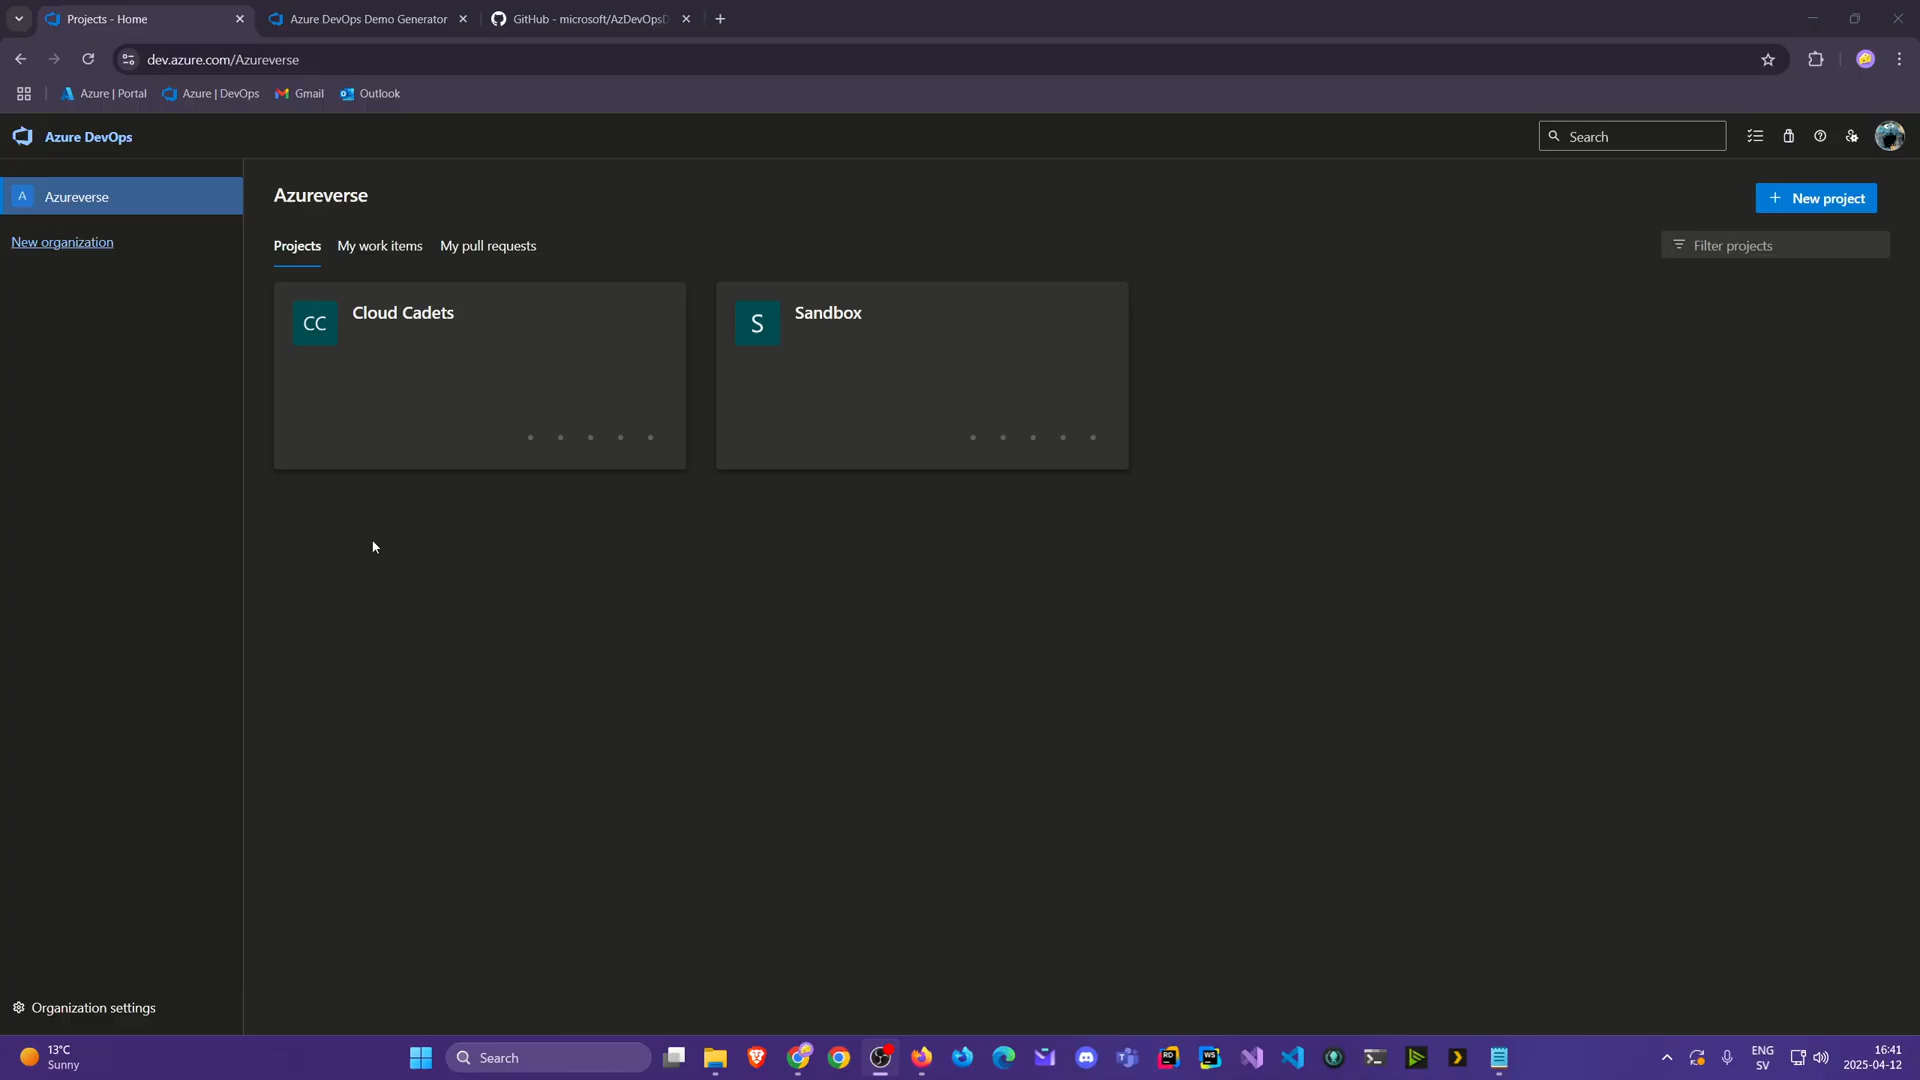 Projects - Home
Azure DevOps Demo Generator
GitHub - microsoft/AzDevOpsD
dev.azure.com/Azureverse
Azure | Portal
Azure | DevOps
Gmail
Outlook
Azure DevOps
Search
A
Azureverse
New organization
Azureverse
New project
Projects
My work items
My pull requests
Filter projects
CC
Cloud Cadets
S
Sandbox
Organization settings
13°C
Sunny
Search
RD
WS
ENG
SV
16:41
2025-04-12